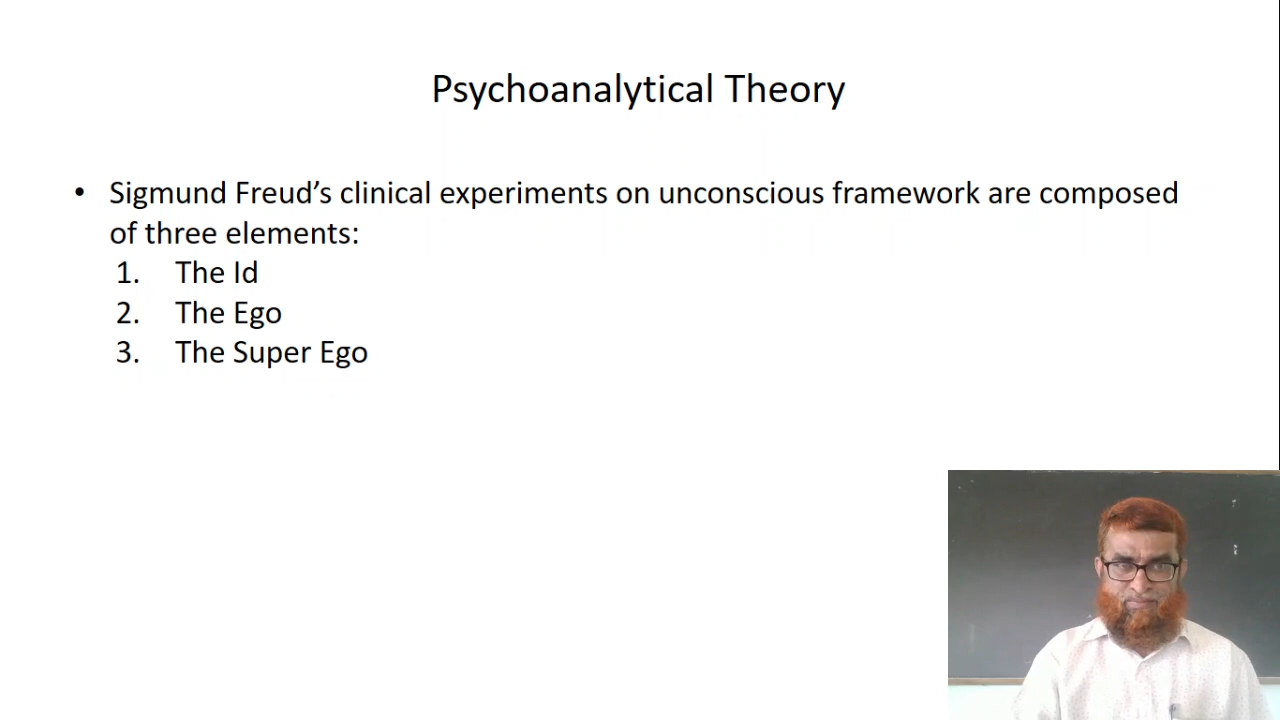 Psychoanalytical Theory
• Sigmund Freud’s clinical experiments on unconscious framework are composed
of three elements:
1. The Id
2. The Ego
3. The Super Ego